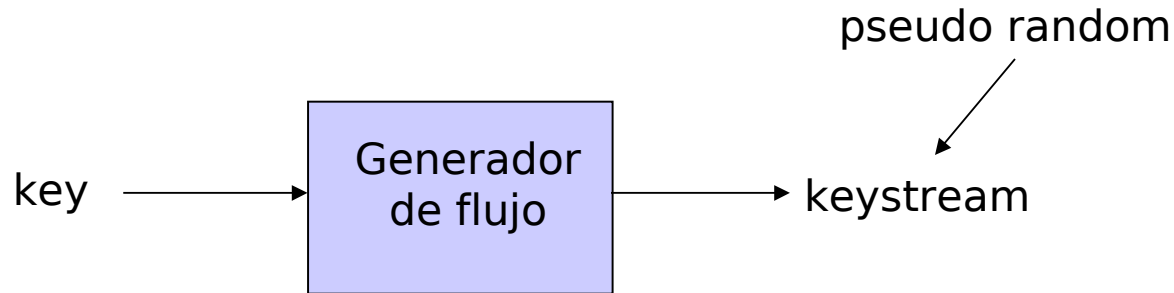 pseudo random
Generador
de flujo
key
keystream